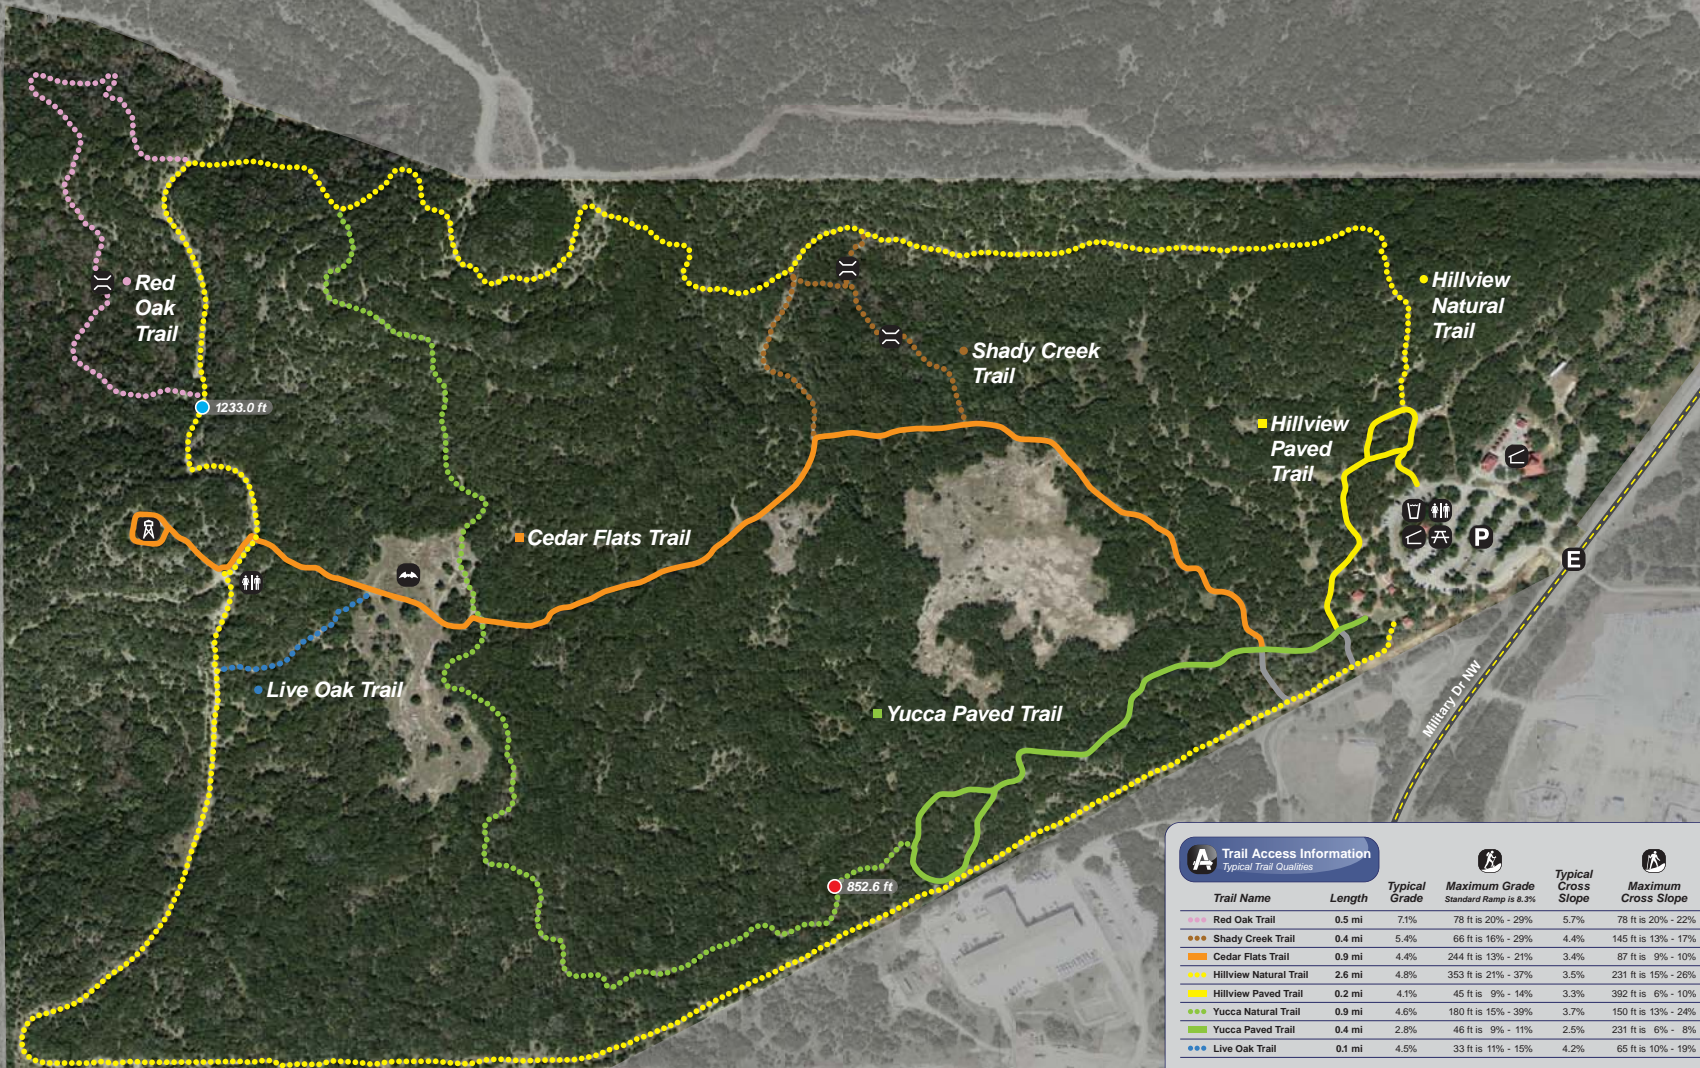 Red
Oak
Trail
Hillview
Natural
Trail
Shady Creek
Trail
1233.0 ft
Hillview
Paved
Trail
Cedar Flats Trail
P
E
Live Oak Trail
Yucca Paved Trail
Military Dr NW
852.6 ft
A Trail Access Information
Typical Trail Qualities
Trail Name Length Typical Grade Maximum Grade Standard Ramp is 8.3% Typical Cross Slope Maximum Cross Slope
Red Oak Trail 0.5 mi 7.1% 78 ft is 20% - 29% 5.7% 78 ft is 20% - 22%
Shady Creek Trail 0.4 mi 5.4% 66 ft is 16% - 29% 4.4% 145 ft is 13% - 17%
Cedar Flats Trail 0.9 mi 4.4% 244 ft is 13% - 21% 3.4% 87 ft is 9% - 10%
Hillview Natural Trail 2.6 mi 4.8% 353 ft is 21% - 37% 3.5% 231 ft is 15% - 26%
Hillview Paved Trail 0.2 mi 4.1% 45 ft is 9% - 14% 3.3% 392 ft is 6% - 10%
Yucca Natural Trail 0.9 mi 4.6% 180 ft is 15% - 39% 3.7% 150 ft is 13% - 24%
Yucca Paved Trail 0.4 mi 2.8% 46 ft is 9% - 11% 2.5% 231 ft is 6% - 8%
Live Oak Trail 0.1 mi 4.5% 33 ft is 11% - 15% 4.2% 65 ft is 10% - 19%